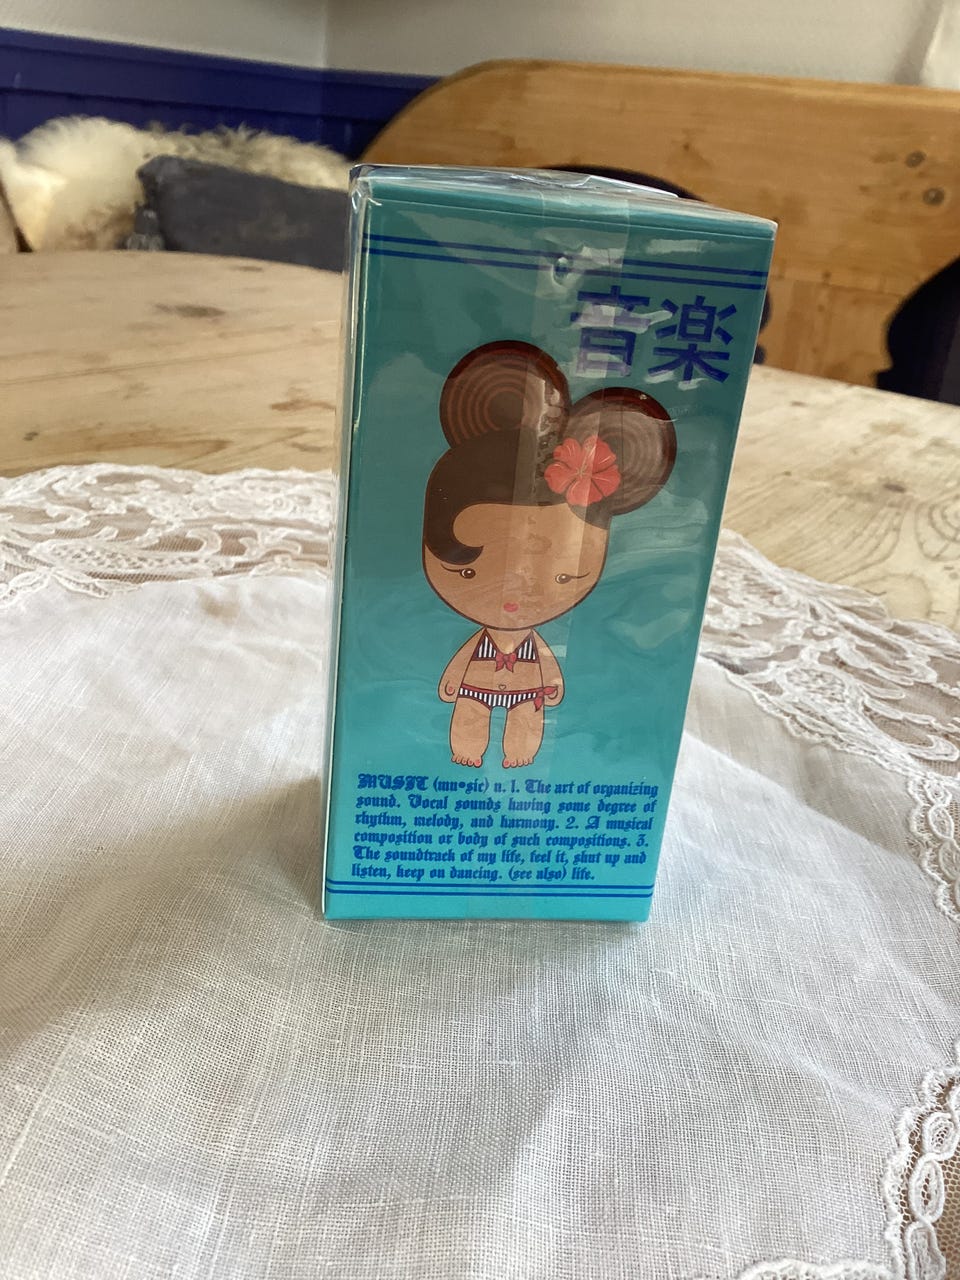 音楽
MUSIC (mu•sic) n. 1. The art of organizing
sound. Vocal sounds having some degree of
rhythm, melody, and harmony. 2. A musical
composition or body of such compositions. 3.
The soundtrack of my life, feel it, shut up and
listen, keep on dancing. (see also) life.